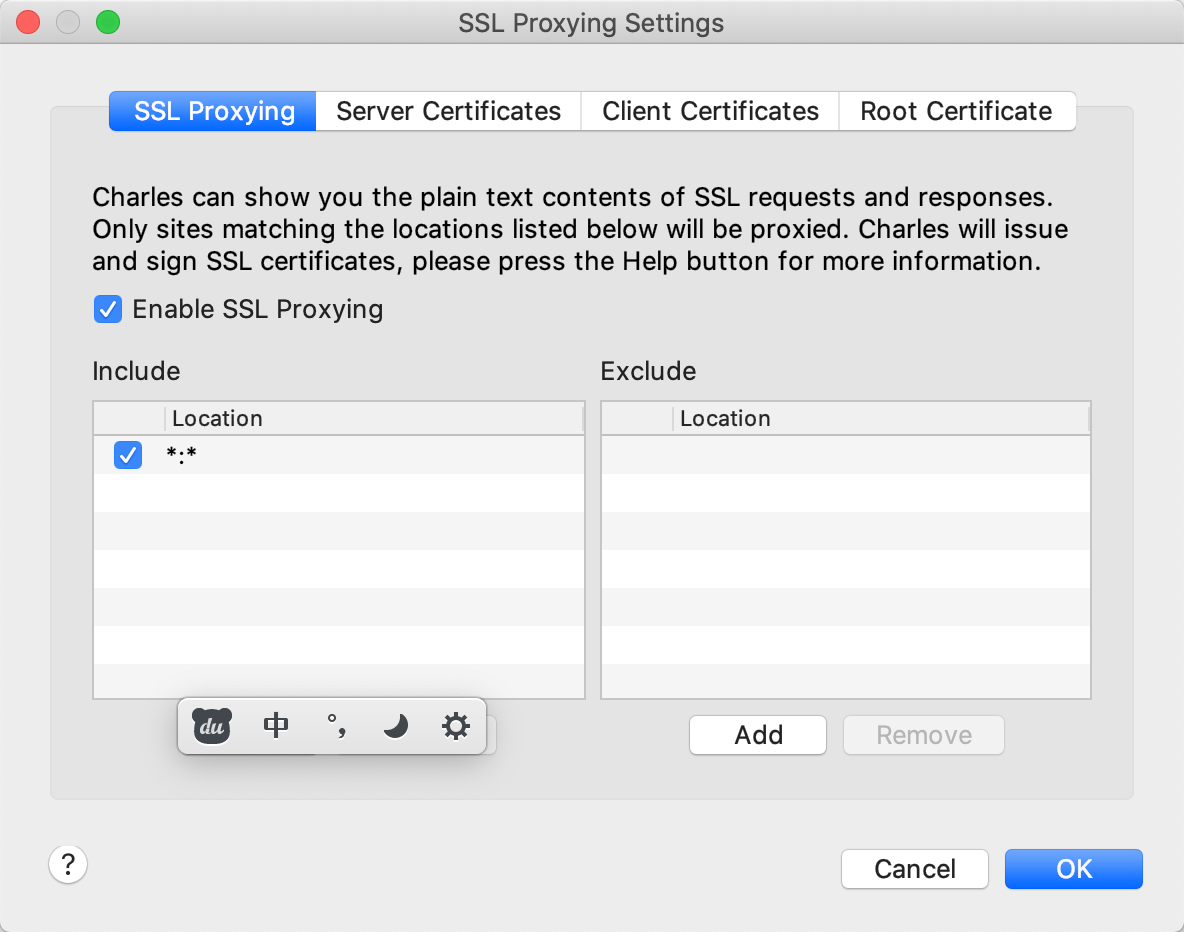 SSL Proxying Settings
SSL Proxying
Server Certificates
Client Certificates
Root Certificate
Charles can show you the plain text contents of SSL requests and responses.
Only sites matching the locations listed below will be proxied. Charles will issue
and sign SSL certificates, please press the Help button for more information.
Enable SSL Proxying
Include
Exclude
Location
Location
*:*
du 中 °,
Add
Remove
?
Cancel
OK